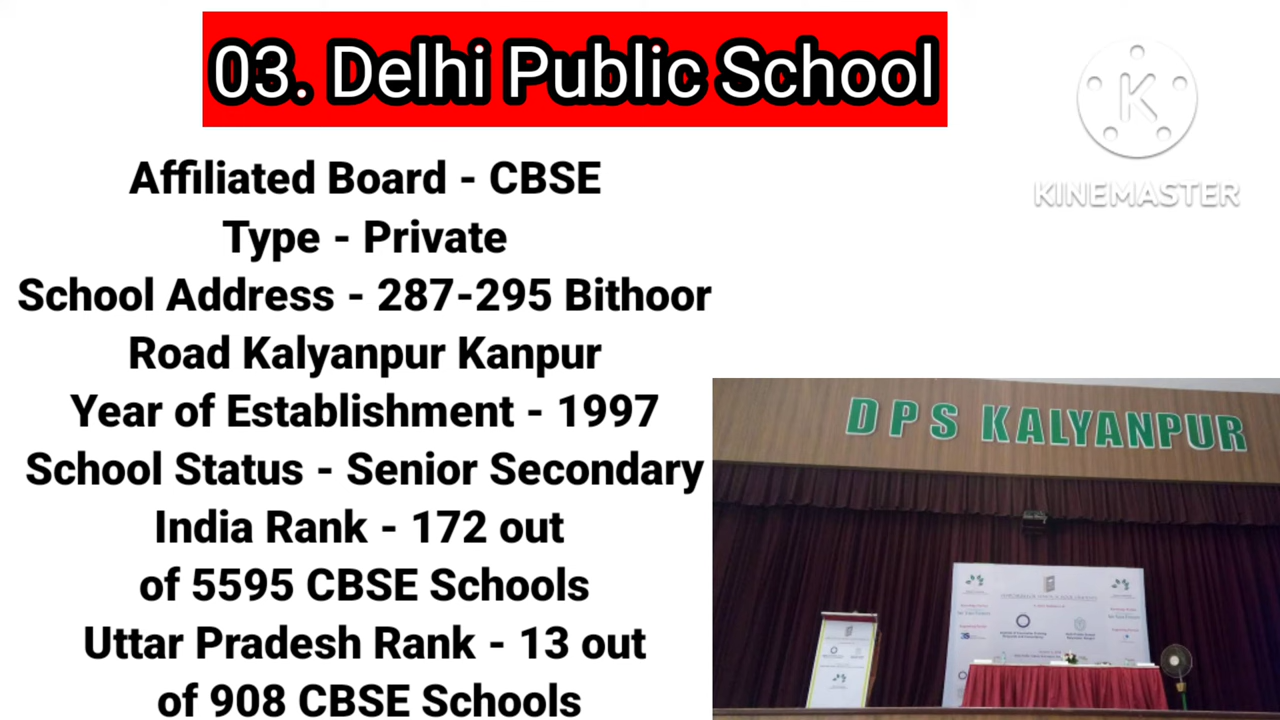 03. Delhi Public School
K
KINEMASTER
Affiliated Board - CBSE
Type - Private
School Address - 287-295 Bithoor
Road Kalyanpur Kanpur
Year of Establishment - 1997
School Status - Senior Secondary
India Rank - 172 out
of 5595 CBSE Schools
Uttar Pradesh Rank - 13 out
of 908 CBSE Schools
DPS KALYANPUR